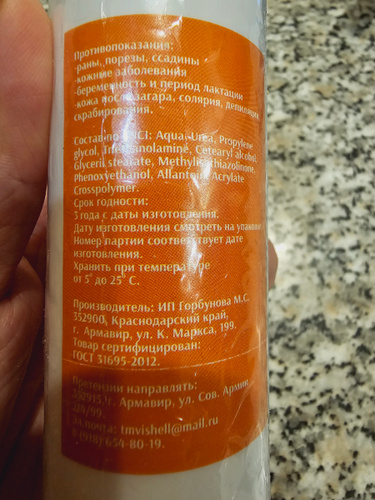 Противопоказания:
-раны, порезы, ссадины
-кожные заболевания
-беременность и период лактации
-кожа после загара, солярия, депиляции,
скрабирования.
Состав по INCI: Aqua, Urea, Propylene
glycol, Triethanolamine, Cetearyl alcohol,
Glyceril stearate, Methylisothiazolinone,
Phenoxyethanol, Allantoin, Acrylate
Crosspolymer.
Срок годности:
3 года с даты изготовления.
Дату изготовления смотреть на упаковке
Номер партии соответствует дате
изготовления.
Хранить при температуре
от 5° до 25° С.
Производитель: ИП Горбунова М.С.
352900, Краснодарский край,
г. Армавир, ул. К. Маркса, 199.
Товар сертифицирован:
ГОСТ 31695-2012.
Претензии направлять:
г. Армавир, ул. Сов. Армии
эл.почта: tmvishell@mail.ru
8 (918) 654-80-19.